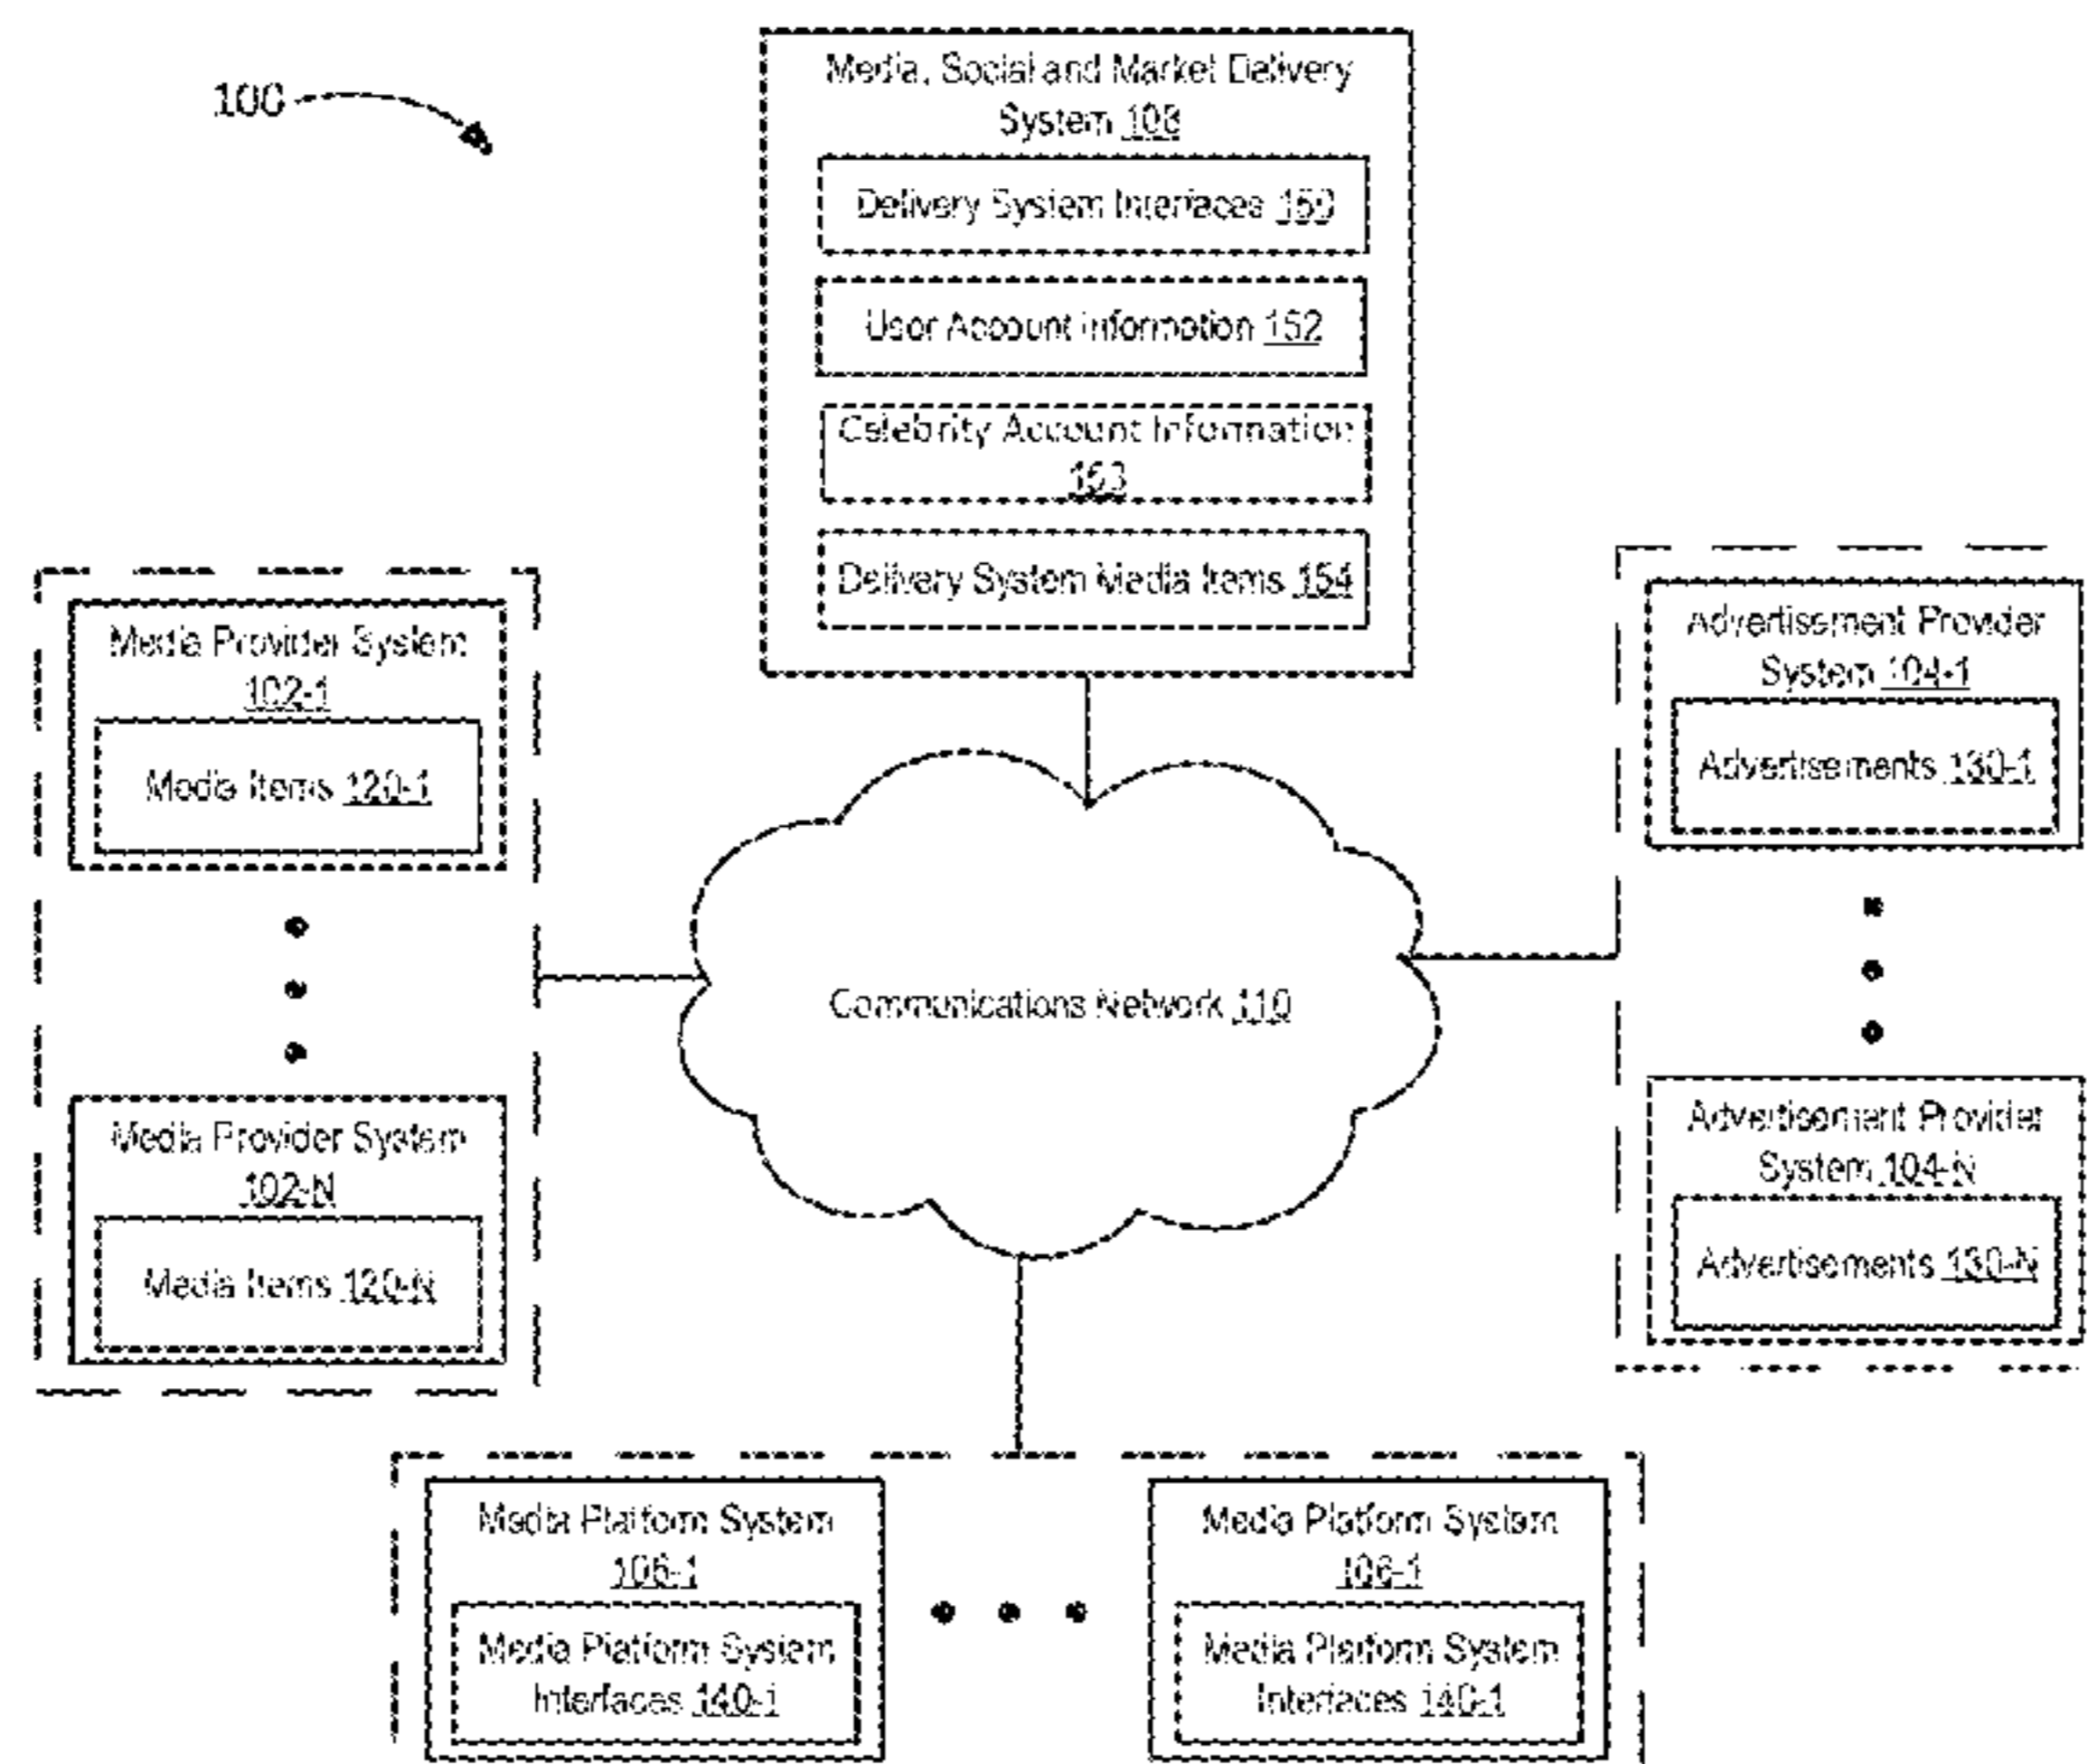 100
Media, Social and Market Delivery
System 108
Delivery System Interfaces 150
User Account Information 152
Celebrity Account Information
153
Delivery System Media Items 154
Media Provider System
102-1
Media Items 120-1
Media Provider System
102-N
Media Items 120-N
Communications Network 110
Advertisement Provider
System 104-1
Advertisements 130-1
Advertisement Provider
System 104-N
Advertisements 130-N
Media Platform System
106-1
Media Platform System
Interfaces 140-1
Media Platform System
106-1
Media Platform System
Interfaces 140-1